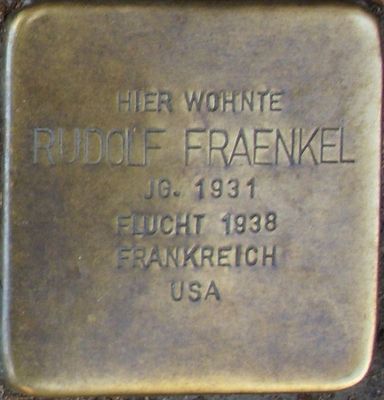 HIER WOHNTE
RUDOLF FRAENKEL
JG. 1931
FLUCHT 1938
FRANKREICH
USA